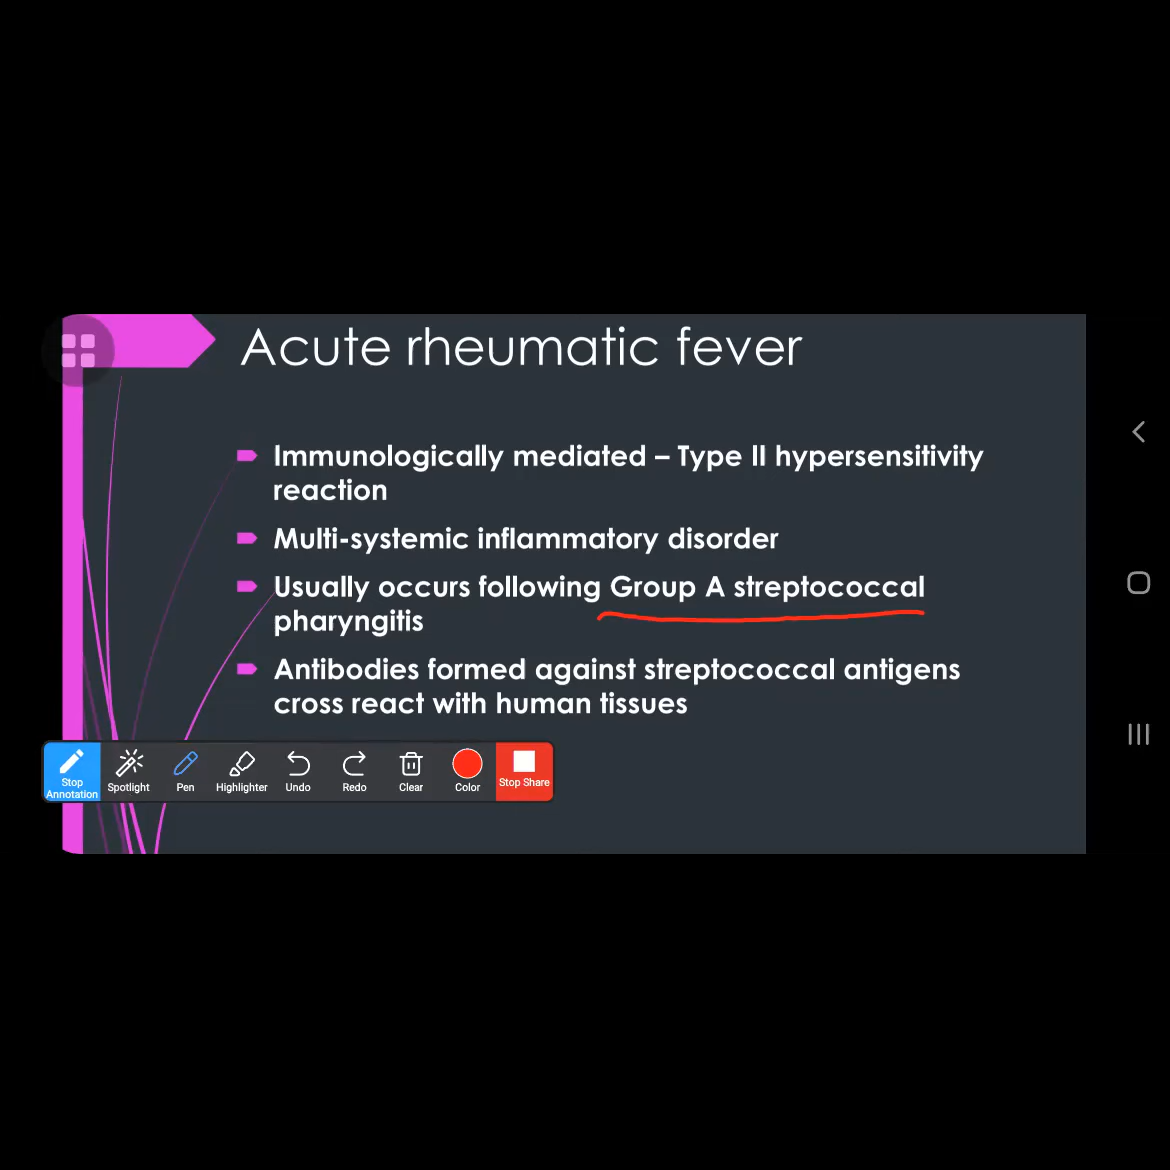 Acute rheumatic fever
Immunologically mediated – Type II hypersensitivity
reaction
Multi-systemic inflammatory disorder
Usually occurs following Group A streptococcal
pharyngitis
Antibodies formed against streptococcal antigens
cross react with human tissues
Stop
Annotation
Spotlight
Pen
Highlighter
Undo
Redo
Clear
Color
Stop Share